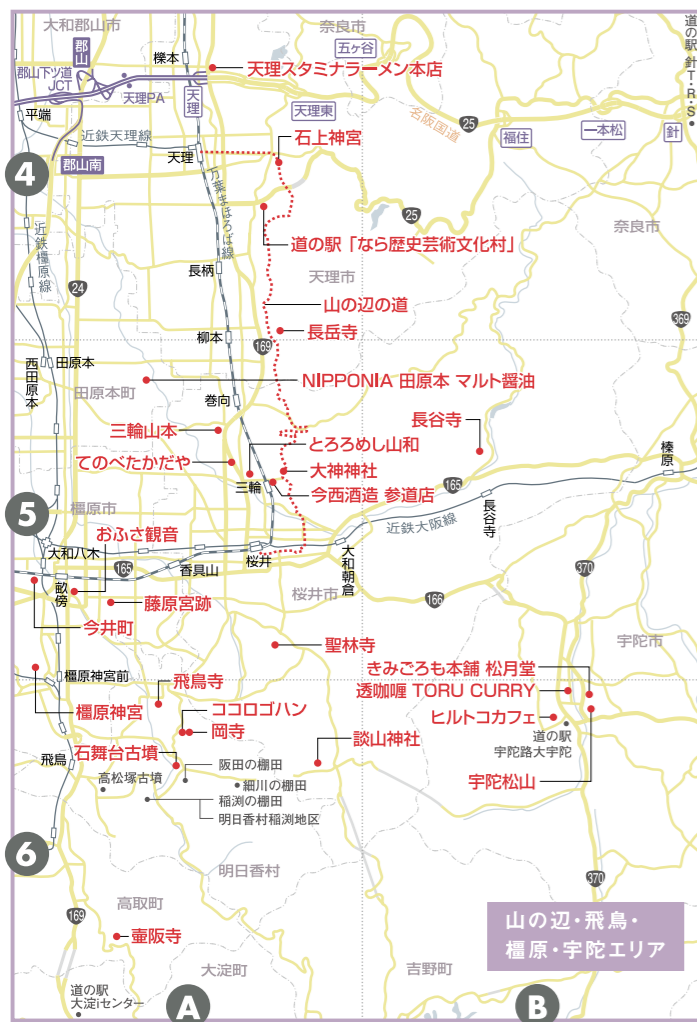 大和郡山市
奈良市
道の駅 針T・R・S
郡山
櫟本
五ヶ谷
天理スタミナラーメン本店
郡山下ツ道JCT
天理PA
天理
天理東
名阪国道
25
福住
一本松
針
平端
近鉄天理線
郡山南
天理
石上神宮
4
万葉まほろば線
25
奈良市
道の駅「なら歴史芸術文化村」
近鉄橿原線
長柄
天理市
24
山の辺の道
369
柳本
169
長岳寺
西田原本
田原本
田原本町
NIPPONIA 田原本 マルト醤油
巻向
三輪山本
長谷寺
とろろめし山和
榛原
てのべたかだや
三輪
大神神社
165
今西酒造 参道店
橿原市
長谷寺
5
おふさ観音
近鉄大阪線
大和八木
165
香具山
桜井
大和朝倉
370
畝傍
桜井市
166
藤原宮跡
今井町
宇陀市
聖林寺
きみごろも本舗 松月堂
橿原神宮前
飛鳥寺
透咖喱 TORU CURRY
橿原神宮
ココロゴハン
ヒルトコカフェ
岡寺
道の駅
宇陀路大宇陀
石舞台古墳
談山神社
飛鳥
阪田の棚田
高松塚古墳
細川の棚田
宇陀松山
稲渕の棚田
明日香村稲渕地区
6
明日香村
370
高取町
169
山の辺・飛鳥・
橿原・宇陀エリア
壷阪寺
大淀町
吉野町
道の駅
大淀iセンター
A
B